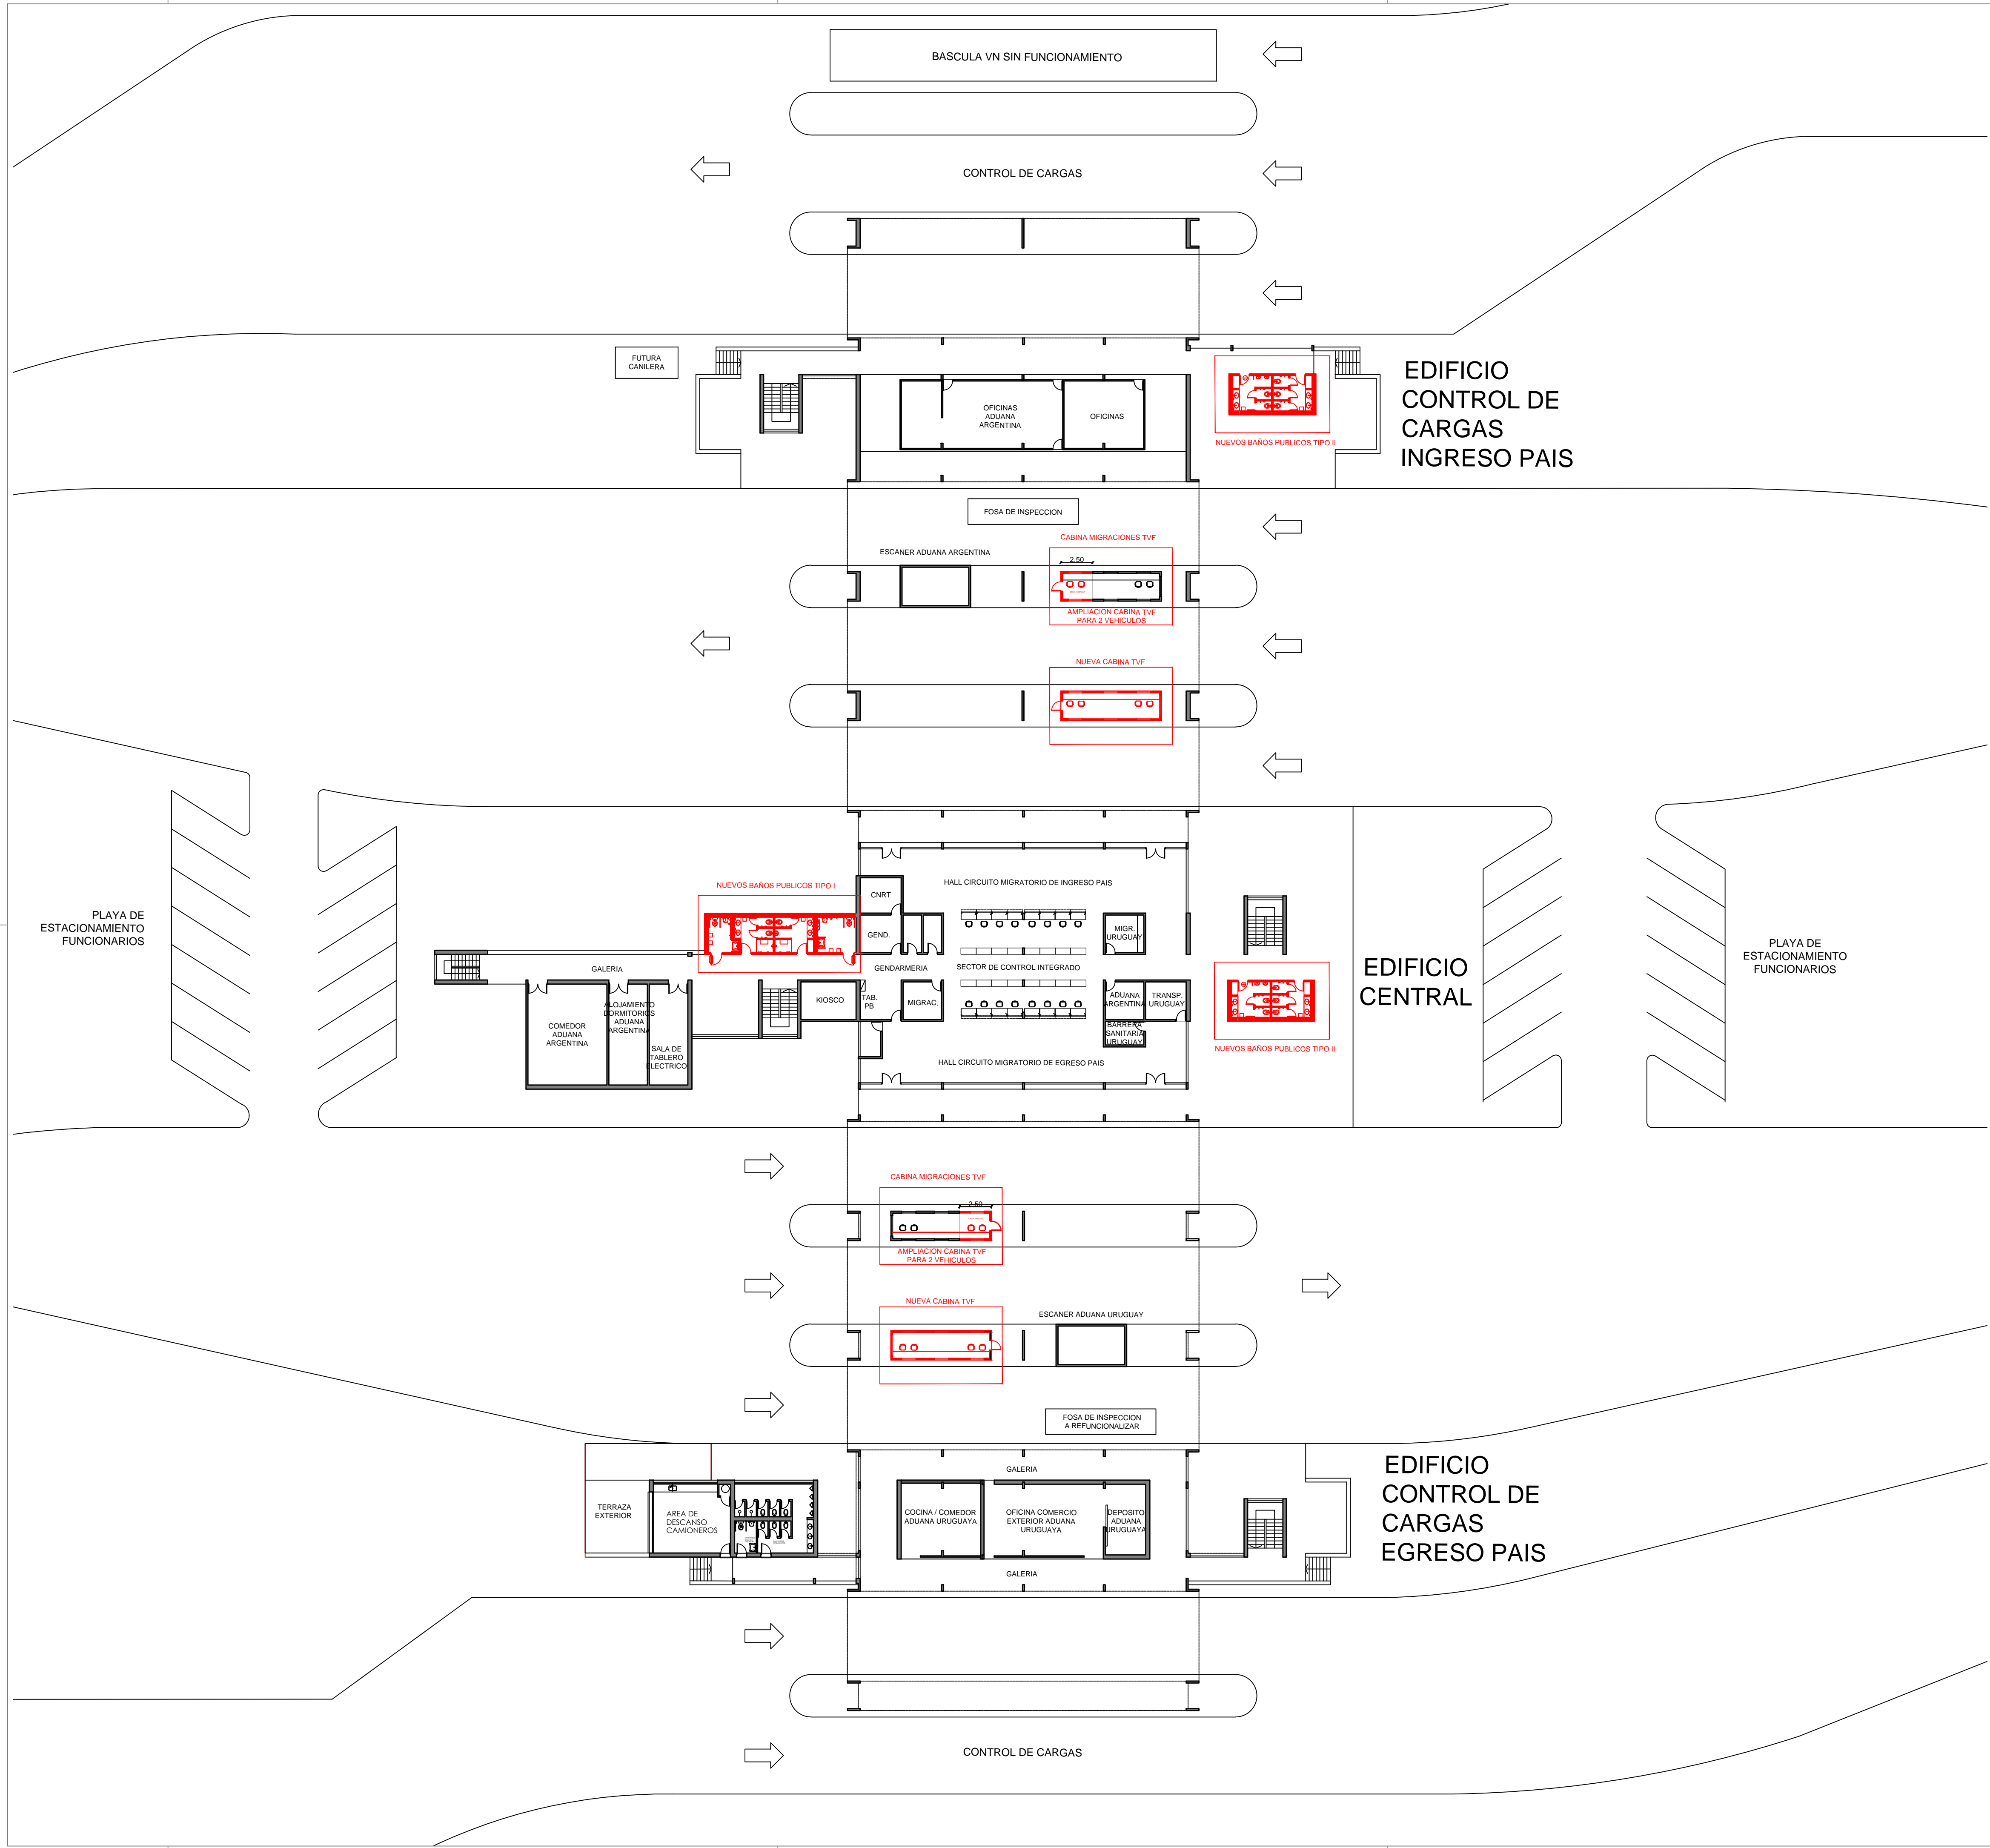 BASCULA VN SIN FUNCIONAMIENTO
CONTROL DE CARGAS
FUTURA
CANILERA
OFICINAS
ADUANA
ARGENTINA
OFICINAS
NUEVOS BAÑOS PUBLICOS TIPO II
EDIFICIO
CONTROL DE
CARGAS
INGRESO PAIS
FOSA DE INSPECCION
ESCANER ADUANA ARGENTINA
CABINA MIGRACIONES TVF
2.50
AMPLIACION CABINA TVF
PARA 2 VEHICULOS
NUEVA CABINA TVF
PLAYA DE
ESTACIONAMIENTO
FUNCIONARIOS
NUEVOS BAÑOS PUBLICOS TIPO I
CNRT
GEND.
HALL CIRCUITO MIGRATORIO DE INGRESO PAIS
MIGR.
URUGUAY
GENDARMERIA
SECTOR DE CONTROL INTEGRADO
GALERIA
KIOSCO
TAB.
PB
MIGRAC.
ADUANA
ARGENTINA
TRANSP.
URUGUAY
BARRERA
SANITARIA
URUGUAY
COMEDOR
ADUANA
ARGENTINA
ALOJAMIENTO
DORMITORIOS
ADUANA
ARGENTINA
SALA DE
TABLERO
ELECTRICO
HALL CIRCUITO MIGRATORIO DE EGRESO PAIS
NUEVOS BAÑOS PUBLICOS TIPO II
EDIFICIO
CENTRAL
PLAYA DE
ESTACIONAMIENTO
FUNCIONARIOS
CABINA MIGRACIONES TVF
2.50
AMPLIACION CABINA TVF
PARA 2 VEHICULOS
NUEVA CABINA TVF
ESCANER ADUANA URUGUAY
FOSA DE INSPECCION
A REFUNCIONALIZAR
GALERIA
TERRAZA
EXTERIOR
AREA DE
DESCANSO
CAMIONEROS
COCINA / COMEDOR
ADUANA URUGUAYA
OFICINA COMERCIO
EXTERIOR ADUANA
URUGUAYA
DEPOSITO
ADUANA
URUGUAYA
GALERIA
EDIFICIO
CONTROL DE
CARGAS
EGRESO PAIS
CONTROL DE CARGAS